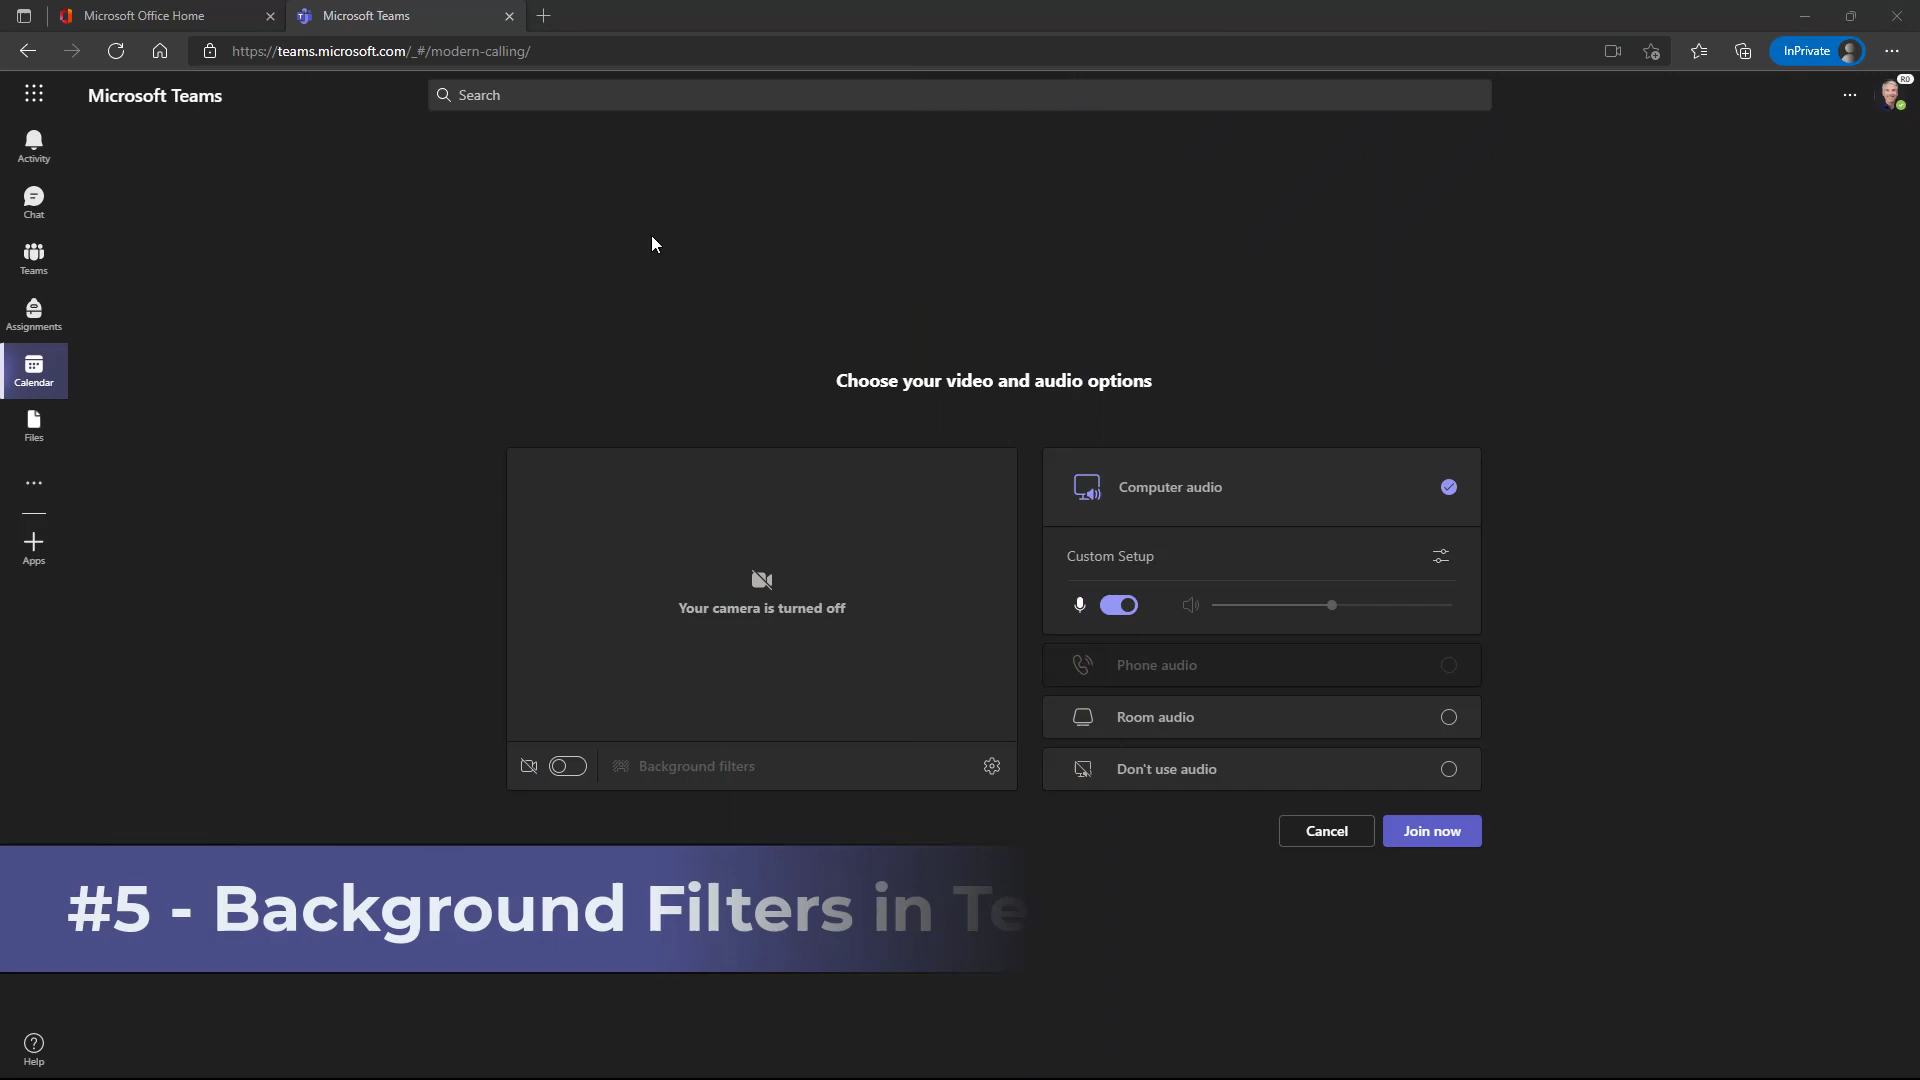 Microsoft Office Home
Microsoft Teams
https://teams.microsoft.com/_#/modern-calling/
InPrivate
Microsoft Teams
Search
RO
Activity
Chat
Teams
Assignments
Calendar
Files
Apps
Help
Choose your video and audio options
Your camera is turned off
Background filters
Computer audio
Custom Setup
Phone audio
Room audio
Don't use audio
Cancel
Join now
#5 - Background Filters in Te